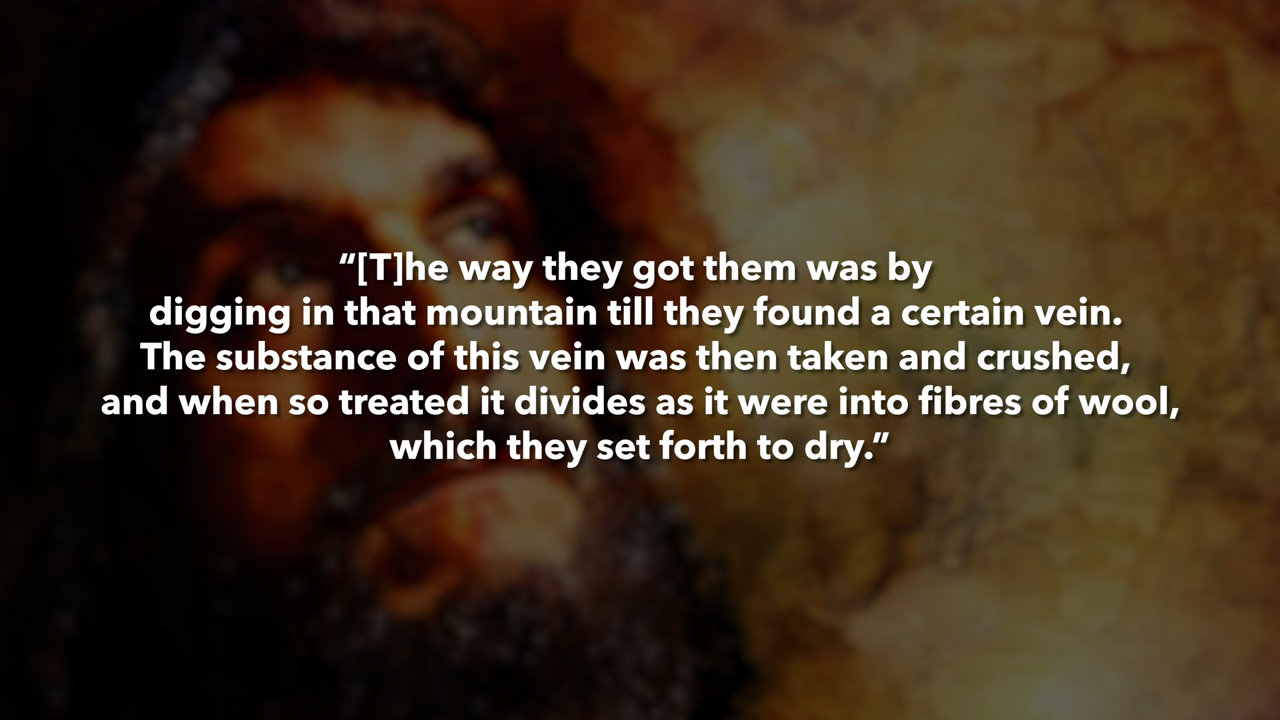 “[T]he way they got them was by
digging in that mountain till they found a certain vein.
The substance of this vein was then taken and crushed,
and when so treated it divides as it were into fibres of wool,
which they set forth to dry.”